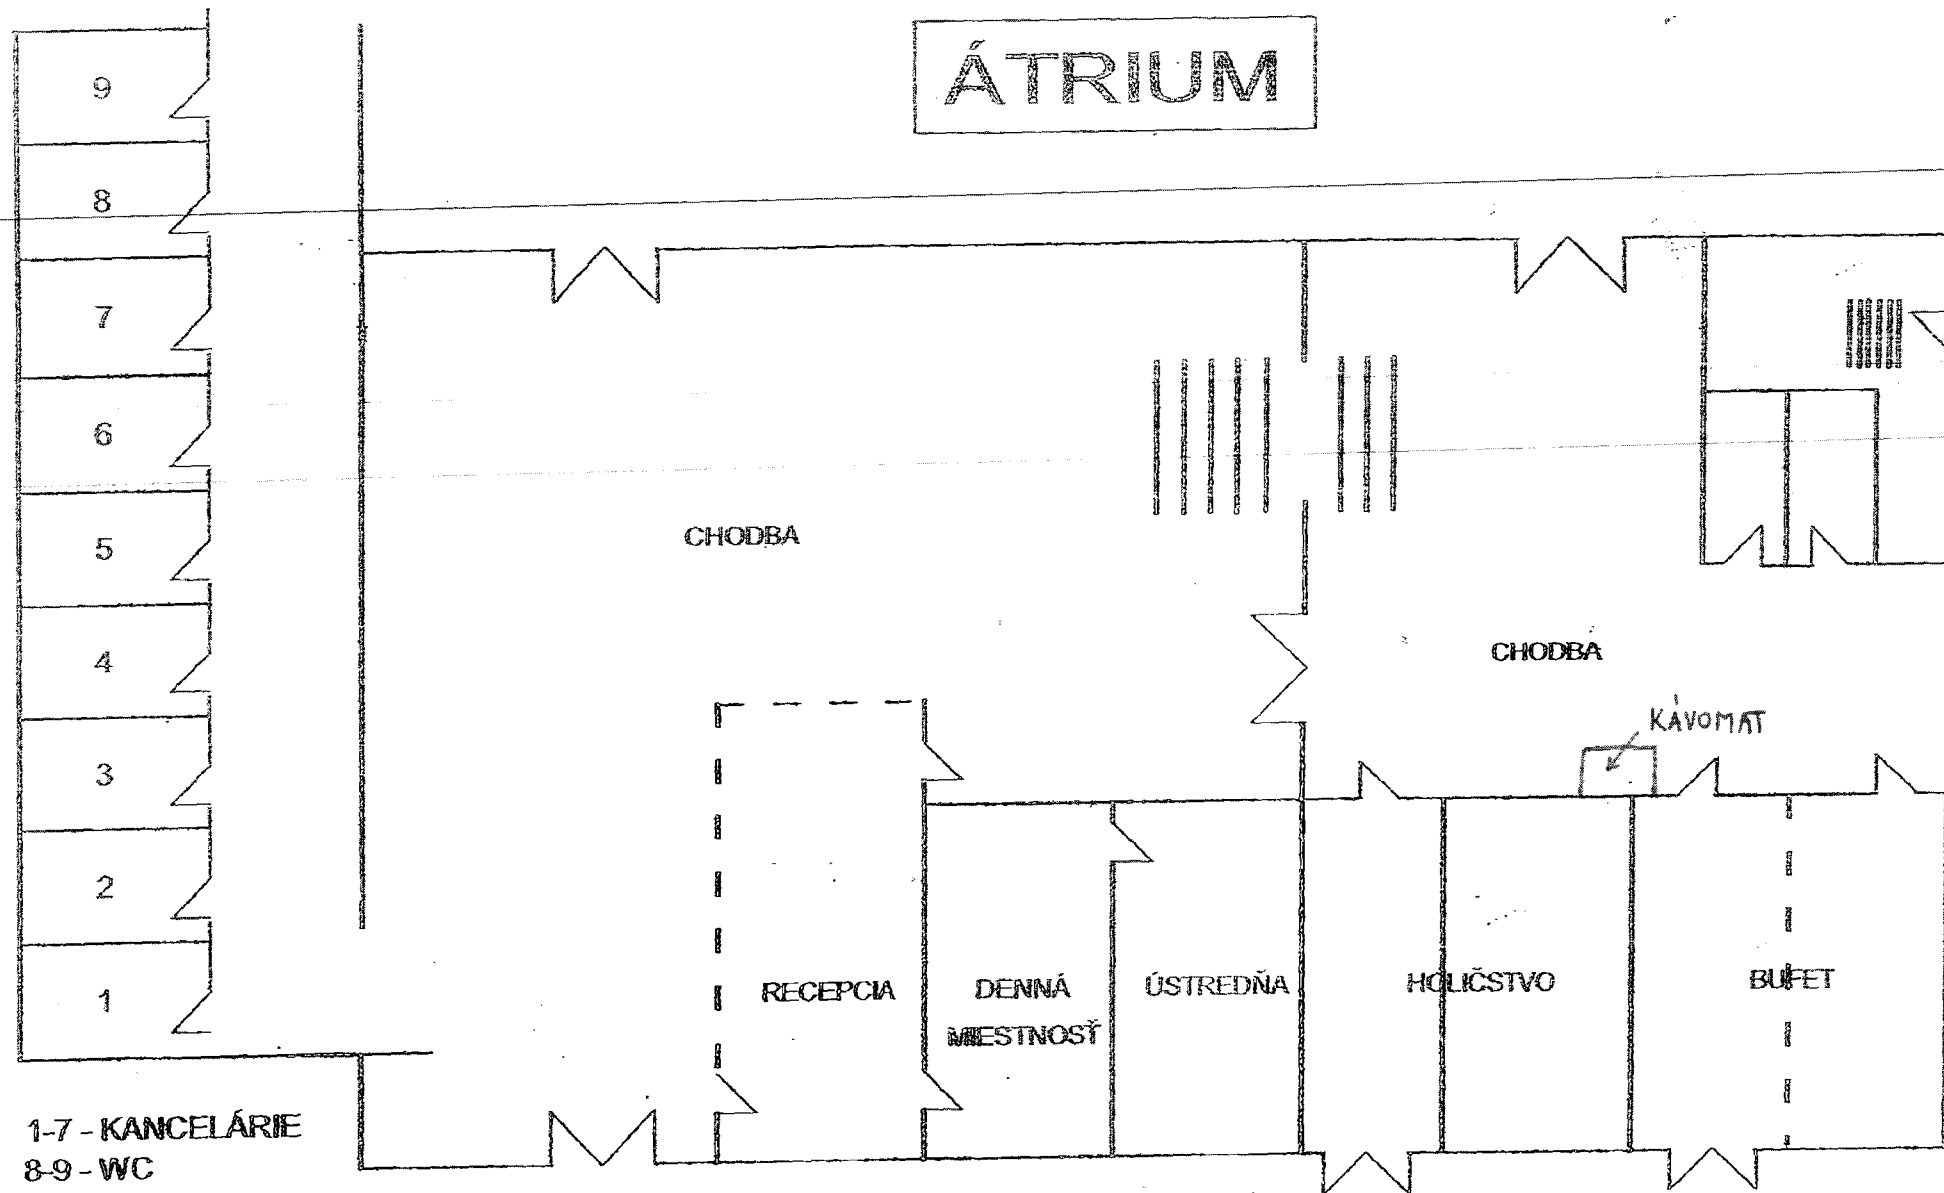 ÁTRIUM
9
8
7
6
5
4
3
2
1
CHODBA
CHODBA
KÁVOMAT
RECEPCIA
DENNÁ
MIESTNOSŤ
ÚSTREDŇA
HOLIČSTVO
BUFET
1-7 - KANCELÁRIE
8-9 - WC